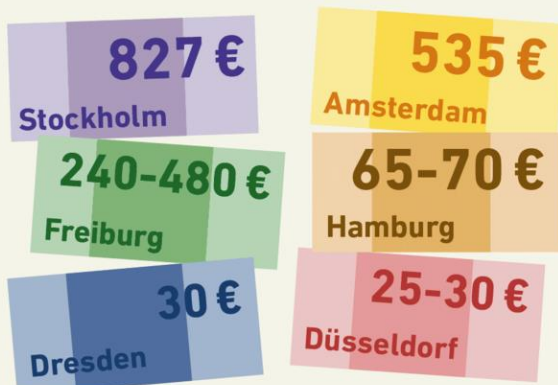 827 €
Stockholm
535 €
Amsterdam
240-480 €
Freiburg
65-70 €
Hamburg
30 €
Dresden
25-30 €
Düsseldorf